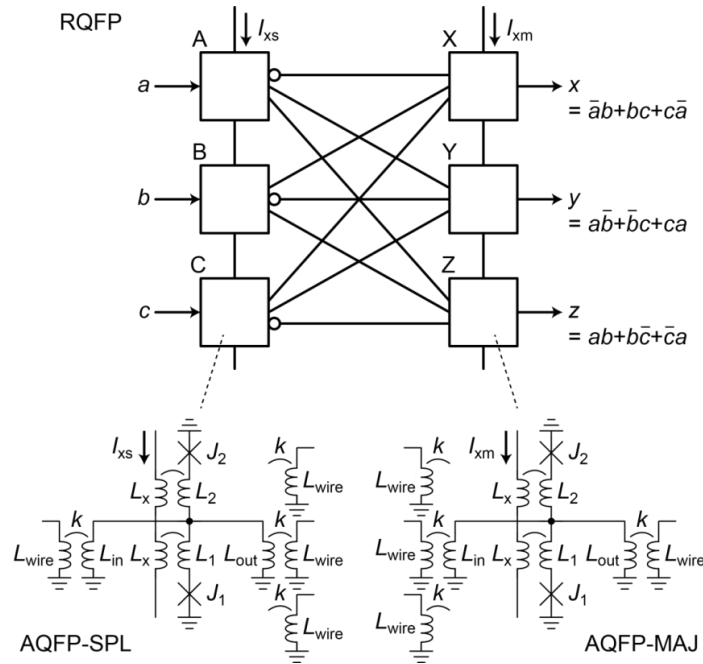 RQFP
I_xs
I_xm
A
X
a
x
= āb+bc+cā
B
Y
b
y
= ab̄+b̄c+ca
C
Z
c
z
= ab+bc̄+c̄a
I_xs
J_2
k
L_wire
L_x
L_2
k
k
L_wire
L_in
L_x
L_1
L_out
L_wire
J_1
k
L_wire
AQFP-SPL
I_xm
J_2
k
L_wire
L_x
L_2
k
k
L_wire
L_in
L_x
L_1
L_out
L_wire
J_1
k
L_wire
AQFP-MAJ